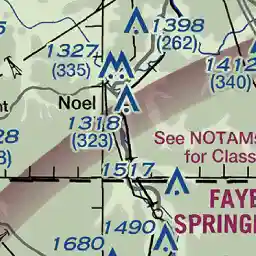 1398
(262)
1327
(335)
1412
(340)
Noel
1318
(323)
See NOTAMs
for Class
1517
FAYE
SPRING
1490
1680